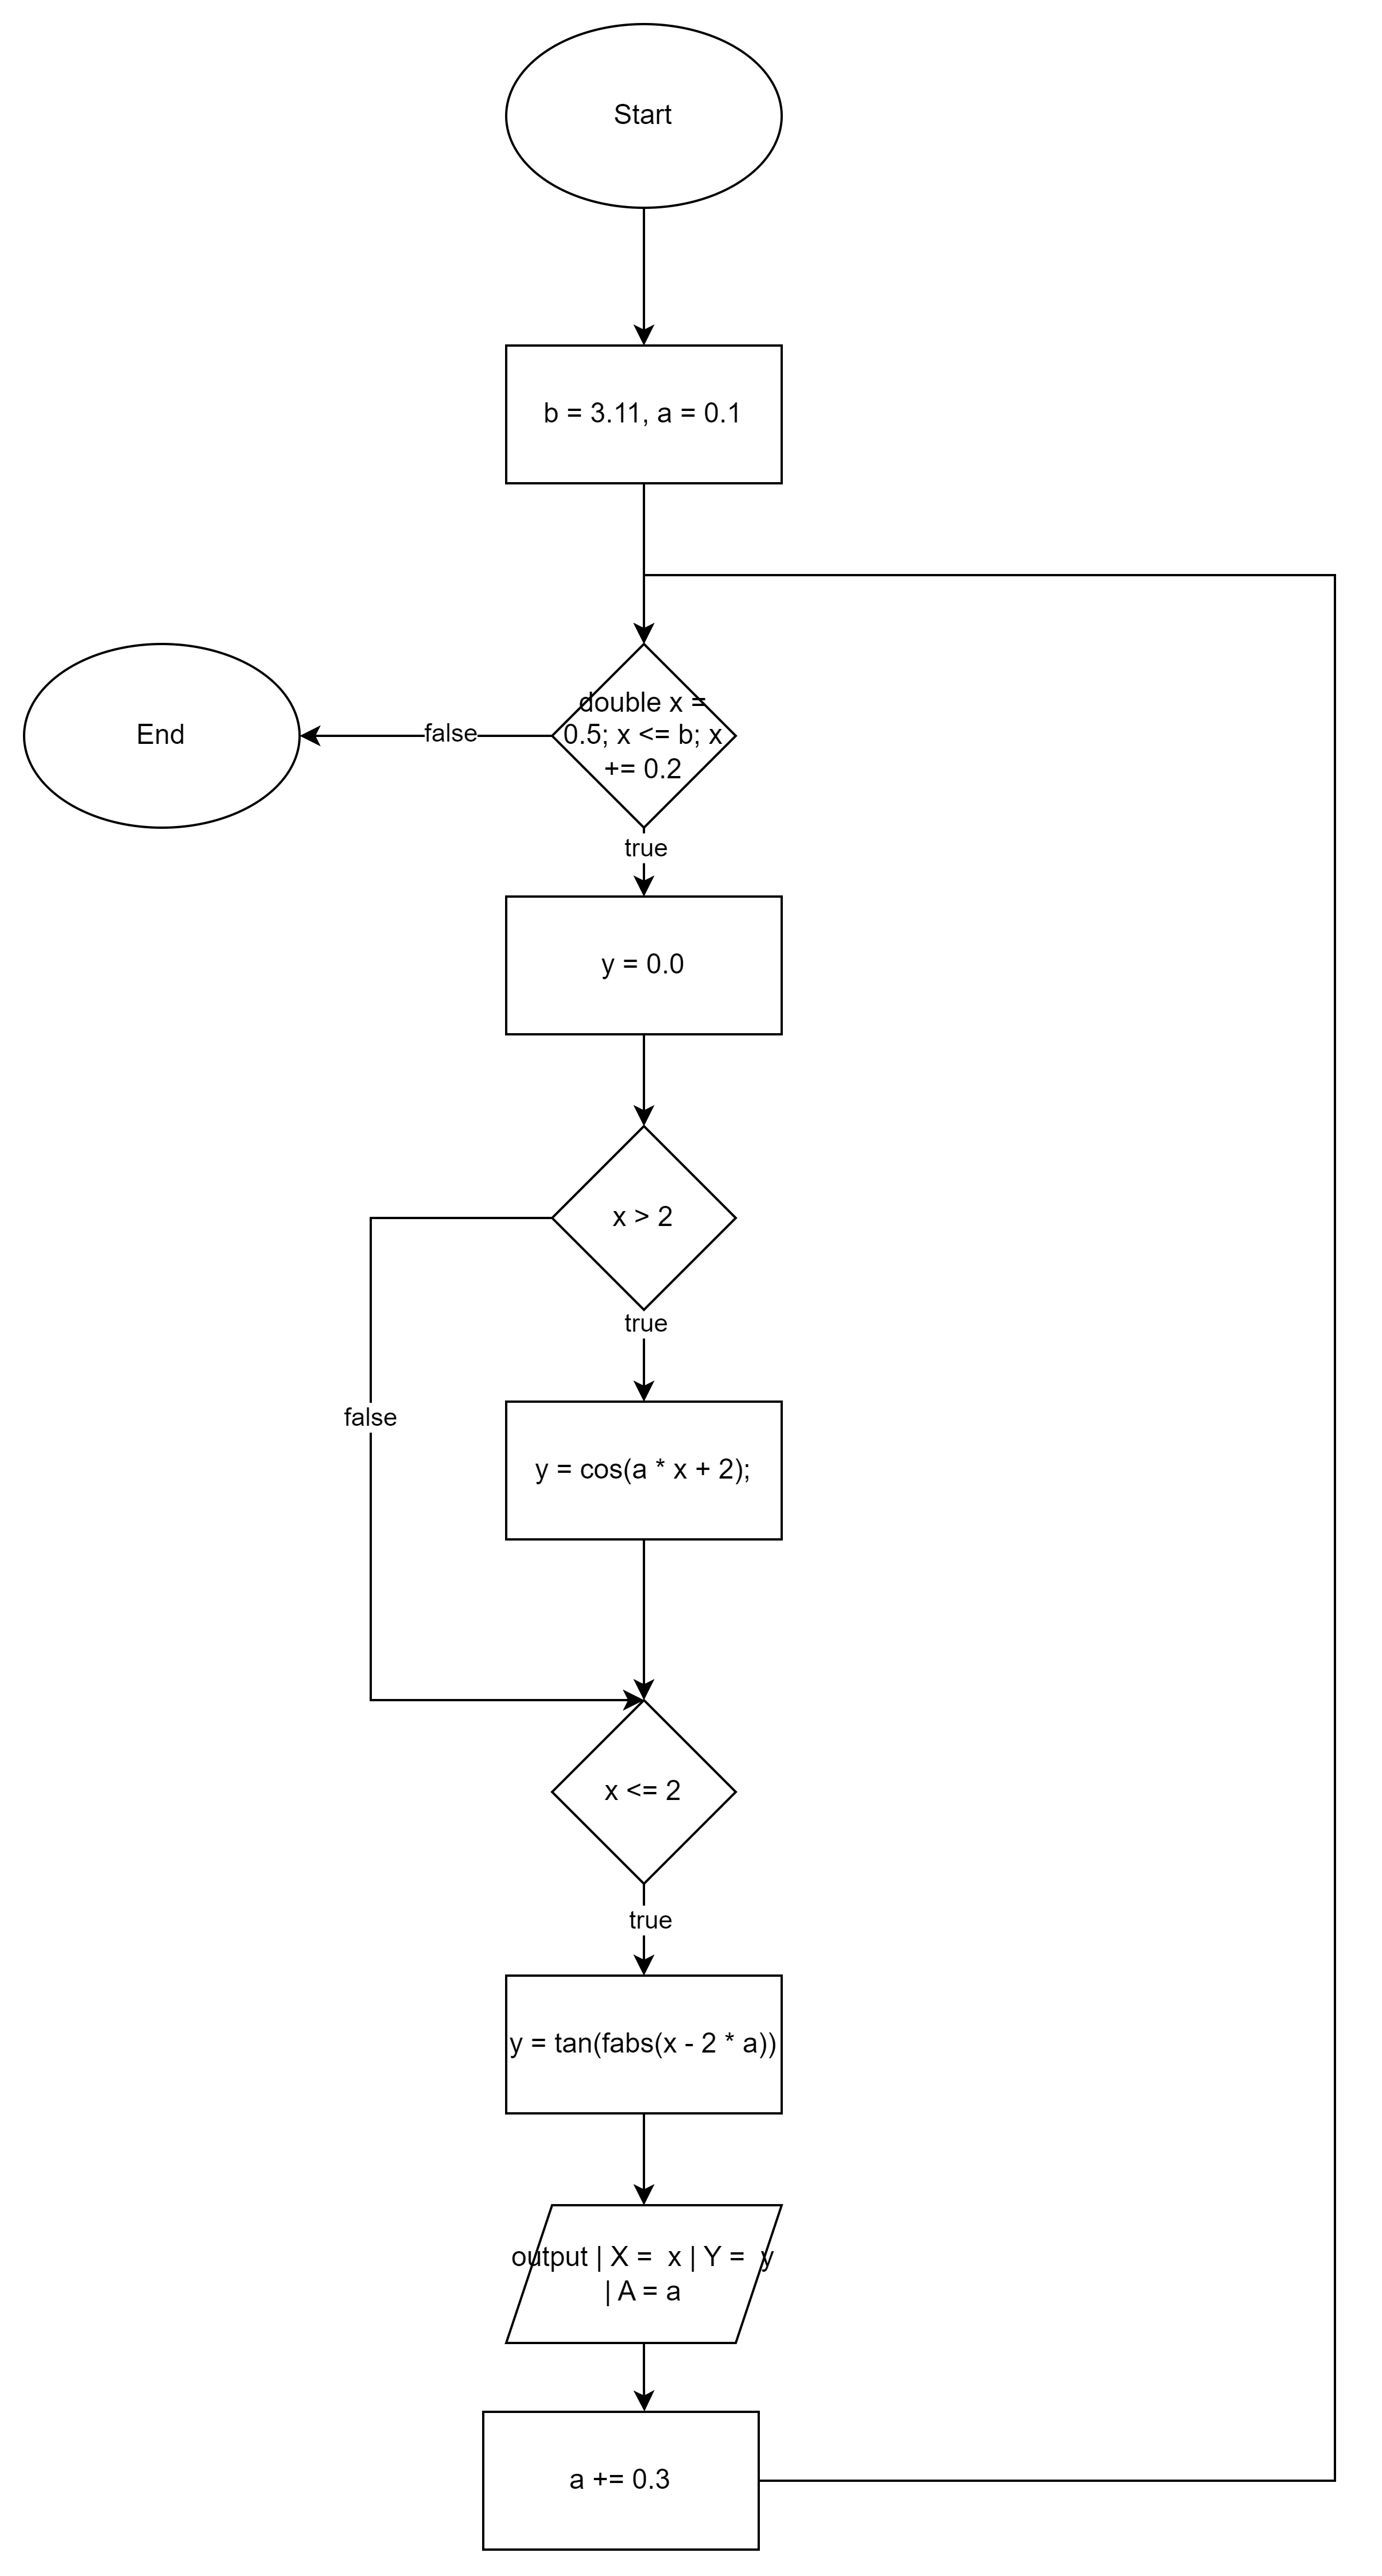 Start
b = 3.11, a = 0.1
double x =
0.5; x <= b; x
+= 0.2
false
End
true
y = 0.0
x > 2
true
false
y = cos(a * x + 2);
x <= 2
true
y = tan(fabs(x - 2 * a))
output | X =  x | Y =  y
| A = a
a += 0.3